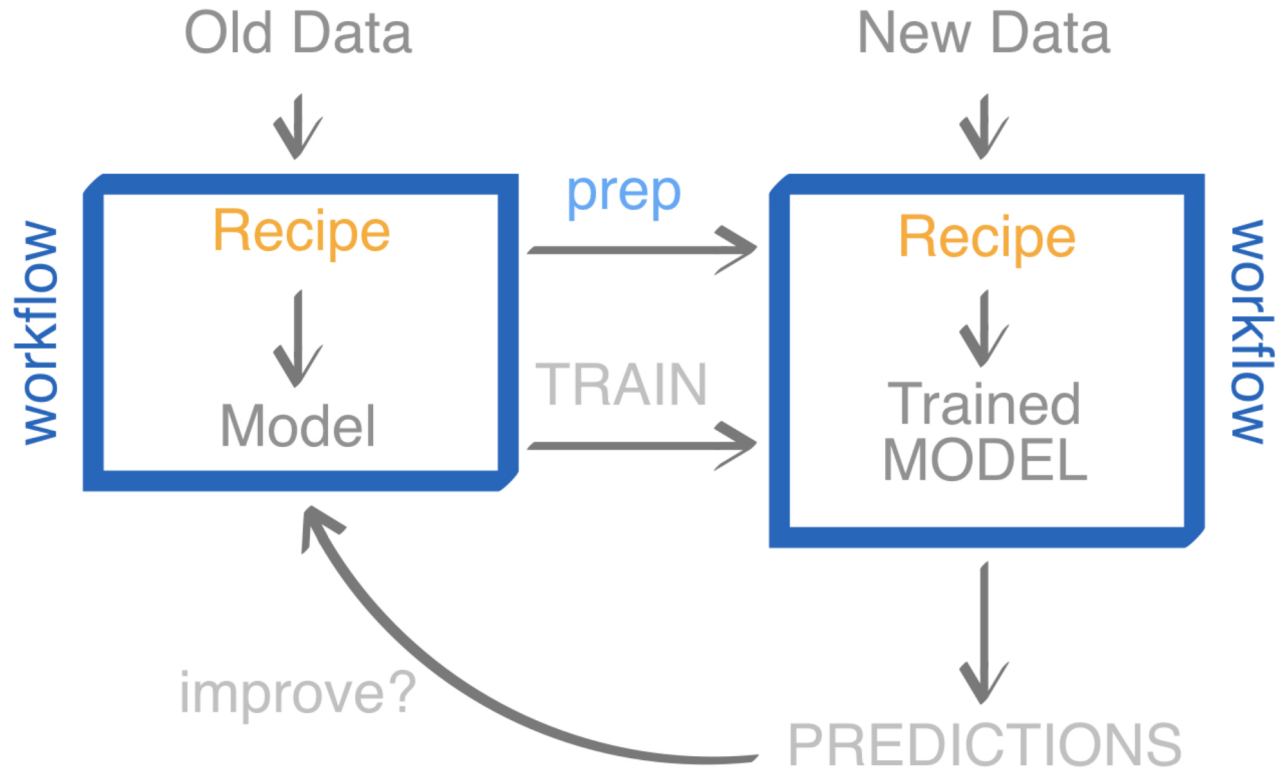 Old Data
New Data
workflow
Recipe
Model
prep
TRAIN
Recipe
Trained
MODEL
workflow
improve?
PREDICTIONS